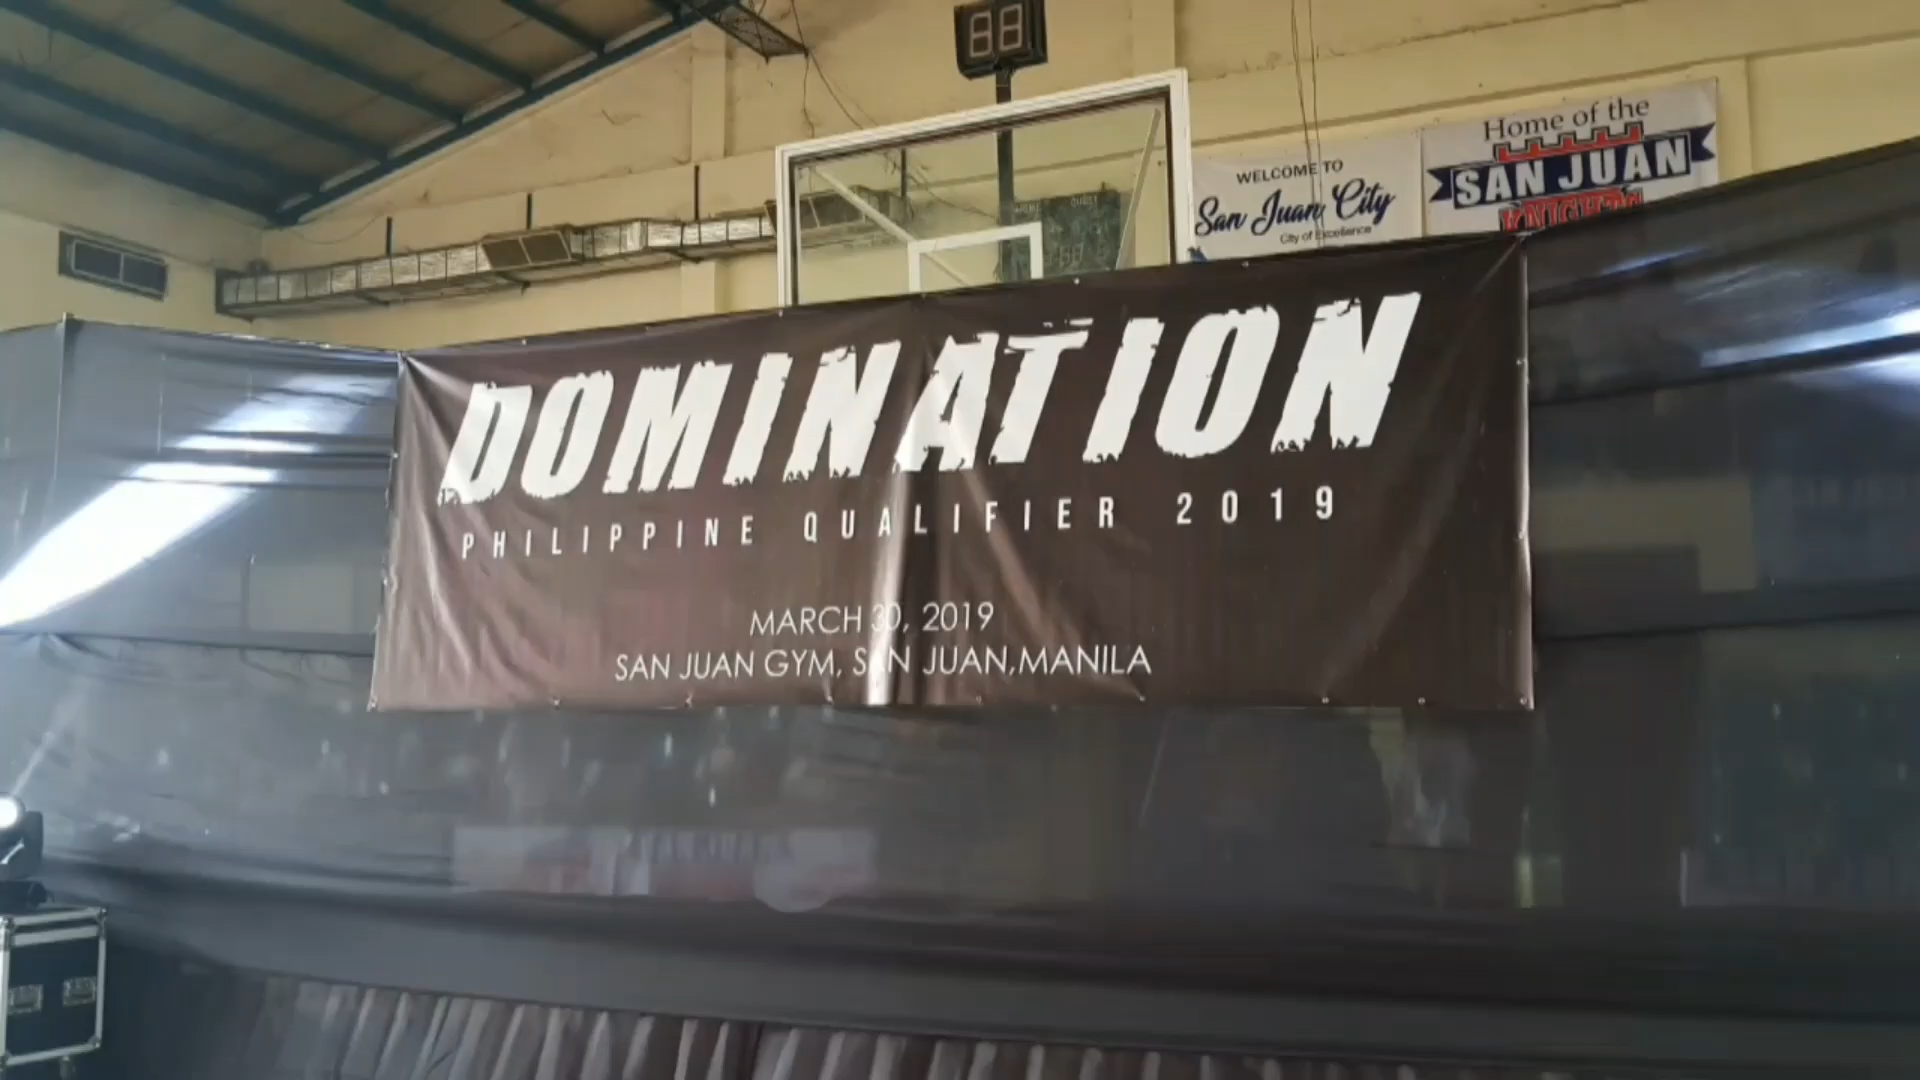 Home of the
SAN JUAN
KNIGHTS
WELCOME TO
San Juan City
City of Excellence
DOMINATION
PHILIPPINE QUALIFIER 2019
MARCH 30, 2019
SAN JUAN GYM, SAN JUAN,MANILA